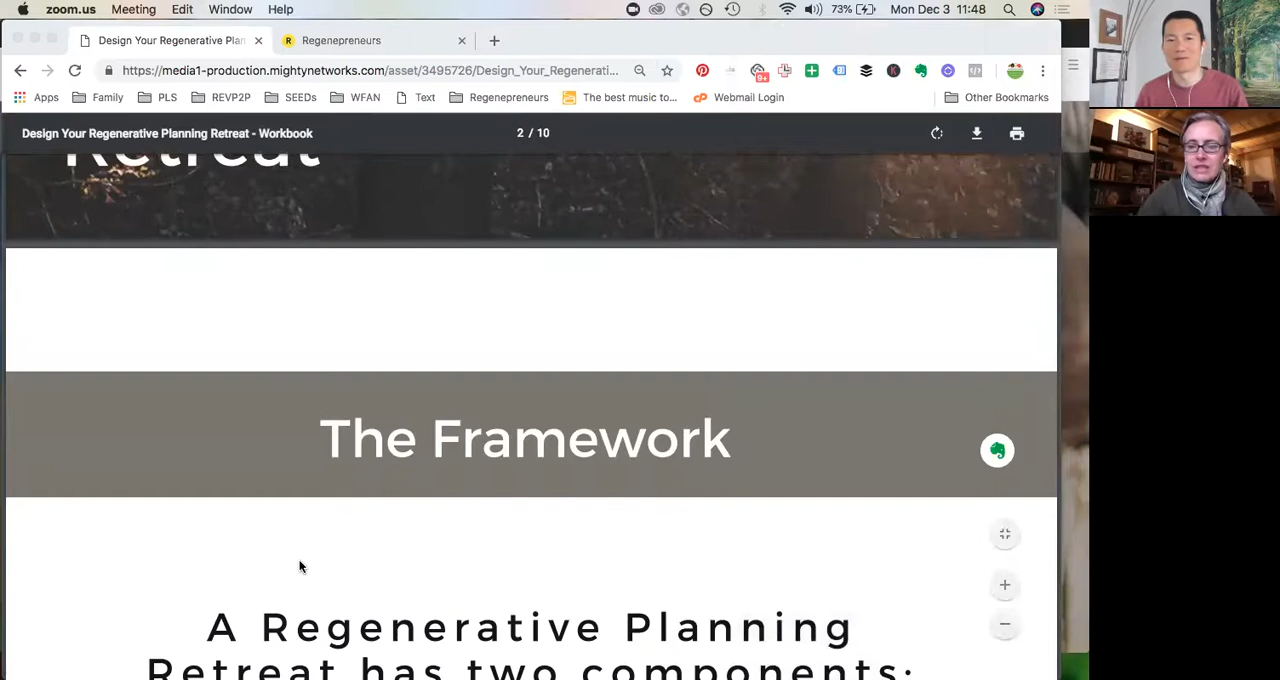 zoom.us Meeting Edit Window Help 73% Mon Dec 3 11:48
Design Your Regenerative Plan Regenepreneurs
https://media1-production.mightynetworks.com/asset/3495726/Design_Your_Regenerati... 9+
Apps Family PLS REVP2P SEEDs WFAN Text Regenepreneurs The best music to... Webmail Login Other Bookmarks
Design Your Regenerative Planning Retreat - Workbook 2 / 10
Retreat
The Framework
A Regenerative Planning
Retreat has two components: